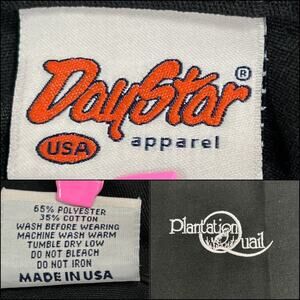 DayStar®
USA
apparel
65% POLYESTER
35% COTTON
WASH BEFORE WEARING
MACHINE WASH WARM
TUMBLE DRY LOW
DO NOT BLEACH
DO NOT IRON
MADE IN USA
Plantation
Quail